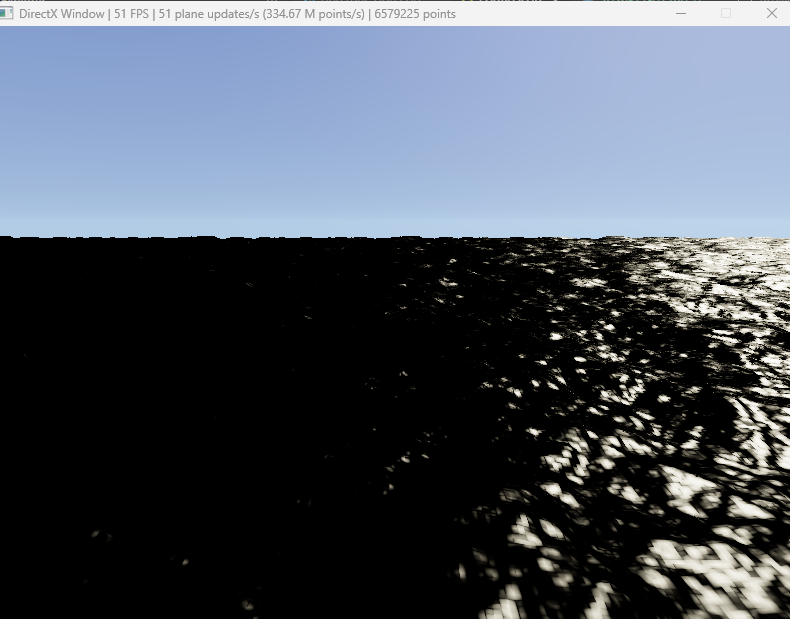 DirectX Window | 51 FPS | 51 plane updates/s (334.67 M points/s) | 6579225 points